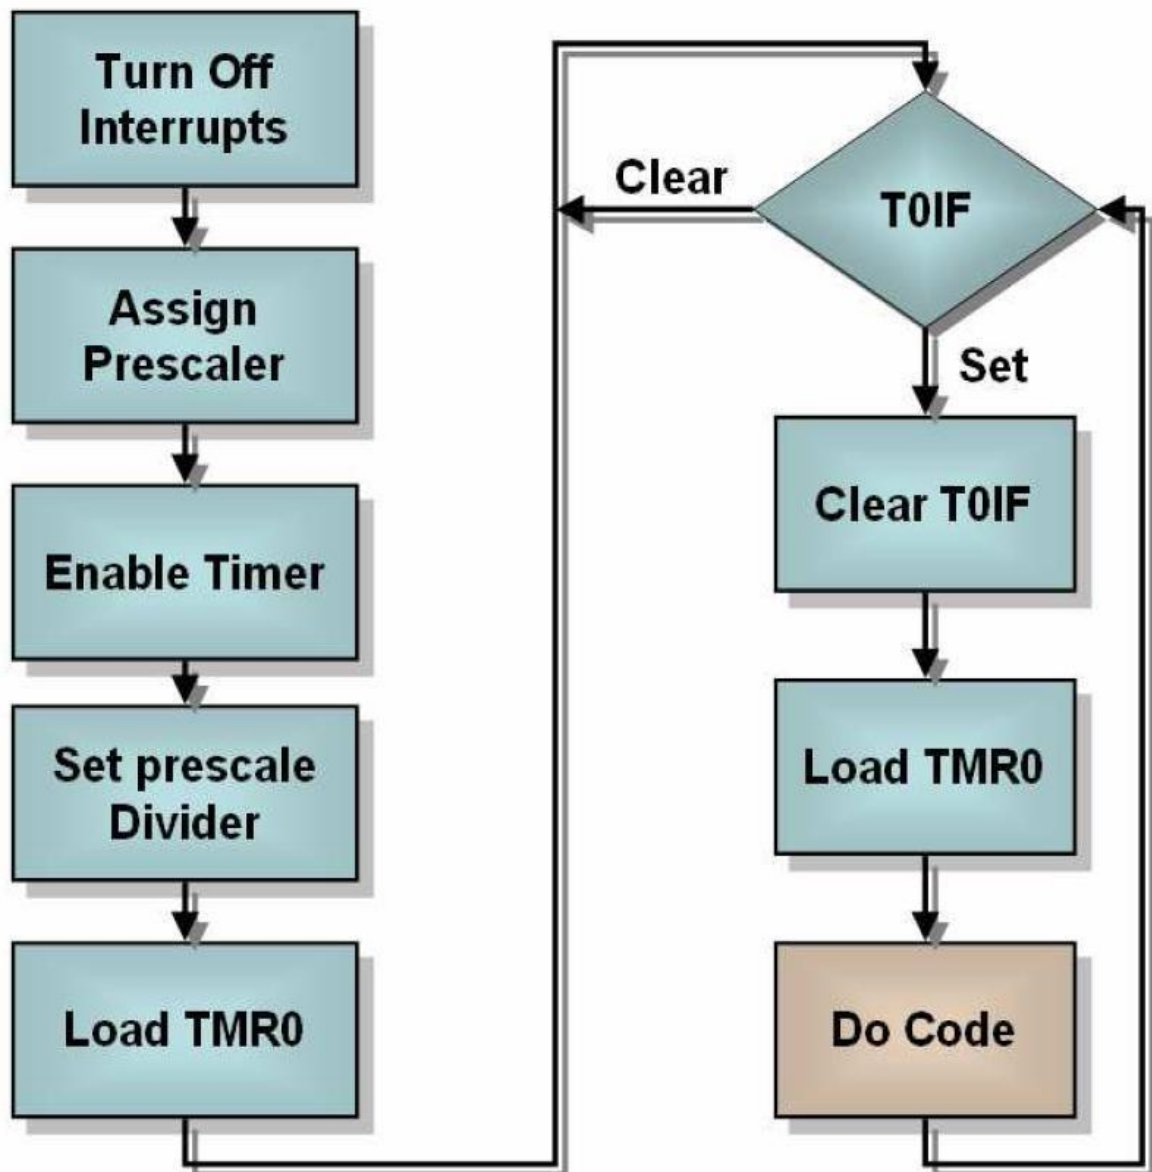 Turn Off
Interrupts
Assign
Prescaler
Enable Timer
Set prescale
Divider
Load TMR0
T0IF
Clear
Set
Clear T0IF
Load TMR0
Do Code